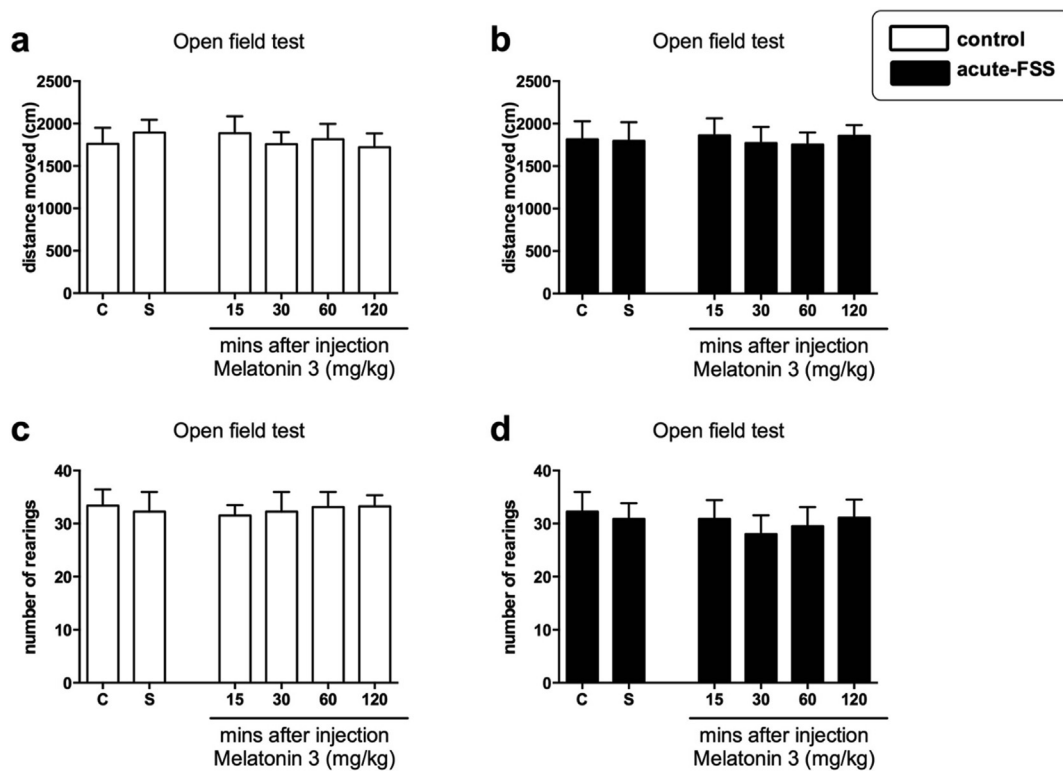 a
Open field test
distance moved (cm)
2500
2000
1500
1000
500
0
C S 15 30 60 120
mins after injection
Melatonin 3 (mg/kg)
b
Open field test
distance moved (cm)
2500
2000
1500
1000
500
0
C S 15 30 60 120
mins after injection
Melatonin 3 (mg/kg)
control
acute-FSS
c
Open field test
number of rearings
40
30
20
10
0
C S 15 30 60 120
mins after injection
Melatonin 3 (mg/kg)
d
Open field test
number of rearings
40
30
20
10
0
C S 15 30 60 120
mins after injection
Melatonin 3 (mg/kg)